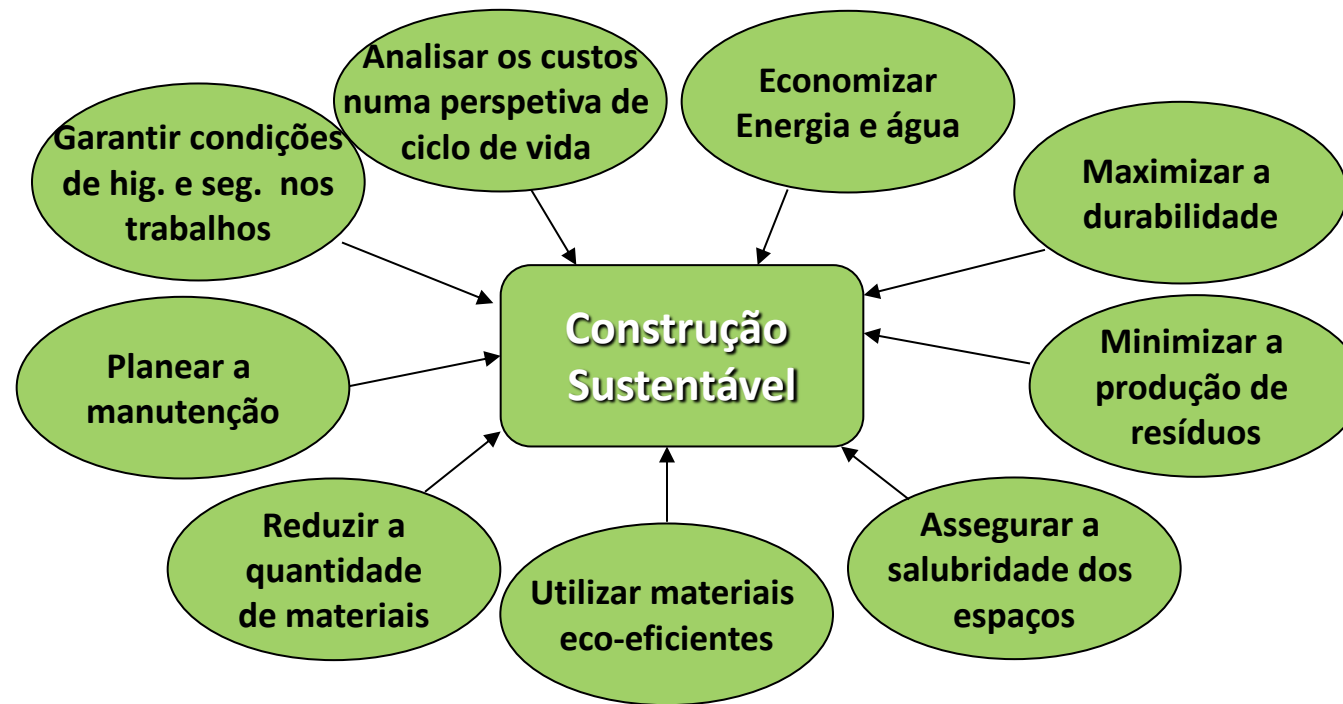 Analisar os custos
numa perspetiva de
ciclo de vida
Economizar
Energia e água
Garantir condições
de hig. e seg. nos
trabalhos
Maximizar a
durabilidade
Construção
Sustentável
Planear a
manutenção
Minimizar a
produção de
resíduos
Reduzir a
quantidade
de materiais
Utilizar materiais
eco-eficientes
Assegurar a
salubridade dos
espaços